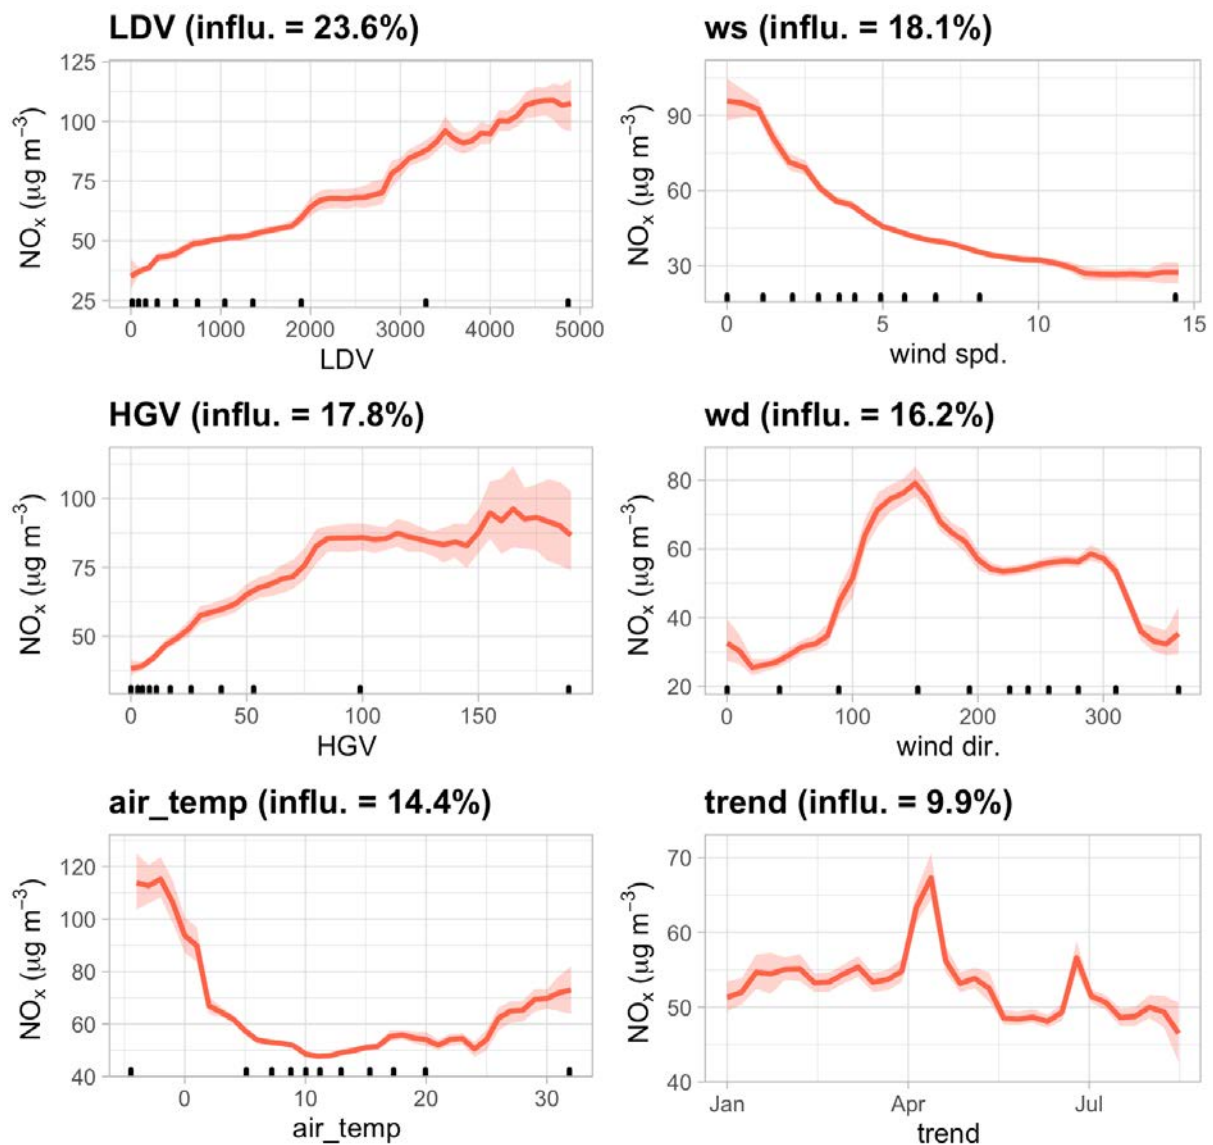 LDV (influ. = 23.6%)
125
100
75
50
25
NOₓ (μg m⁻³)
0 1000 2000 3000 4000 5000
LDV
ws (influ. = 18.1%)
90
60
30
NOₓ (μg m⁻³)
0 5 10 15
wind spd.
HGV (influ. = 17.8%)
100
75
50
NOₓ (μg m⁻³)
0 50 100 150
HGV
wd (influ. = 16.2%)
80
60
40
20
NOₓ (μg m⁻³)
0 100 200 300
wind dir.
air_temp (influ. = 14.4%)
120
100
80
60
40
NOₓ (μg m⁻³)
0 10 20 30
air_temp
trend (influ. = 9.9%)
70
60
50
40
NOₓ (μg m⁻³)
Jan Apr Jul
trend